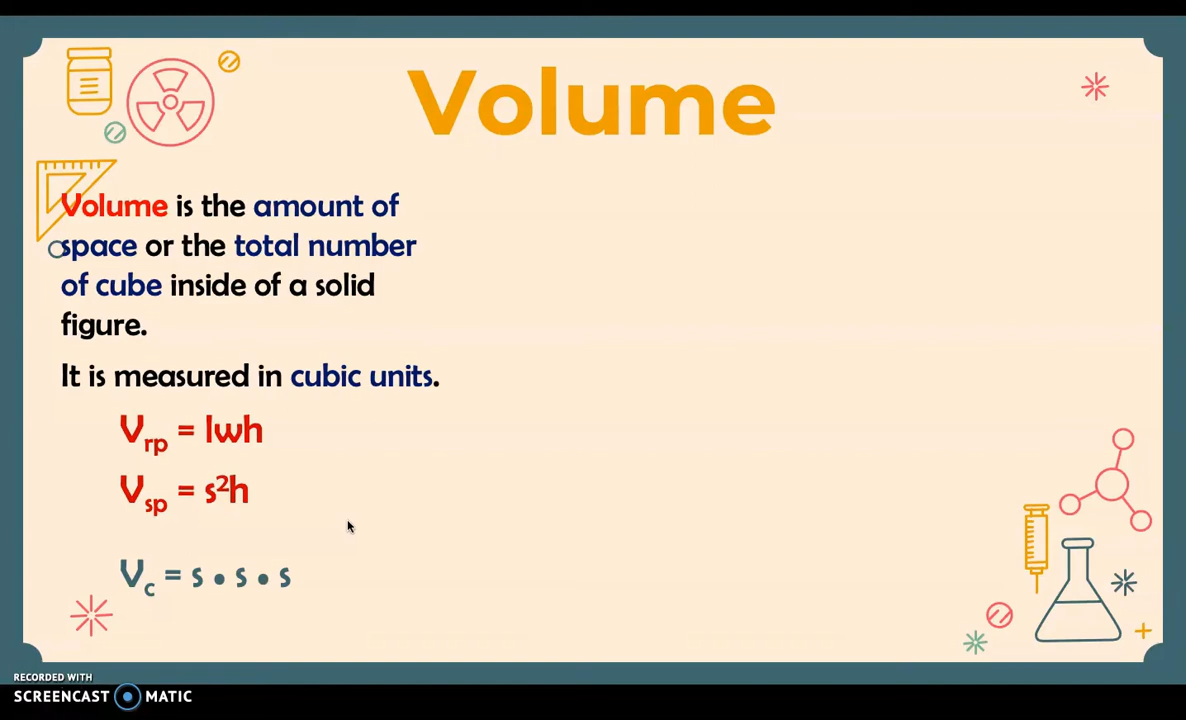 Volume
Volume is the amount of
space or the total number
of cube inside of a solid
figure.
It is measured in cubic units.
Vrp = lwh
Vsp = s²h
Vc = s • s • s
RECORDED WITH
SCREENCAST MATIC